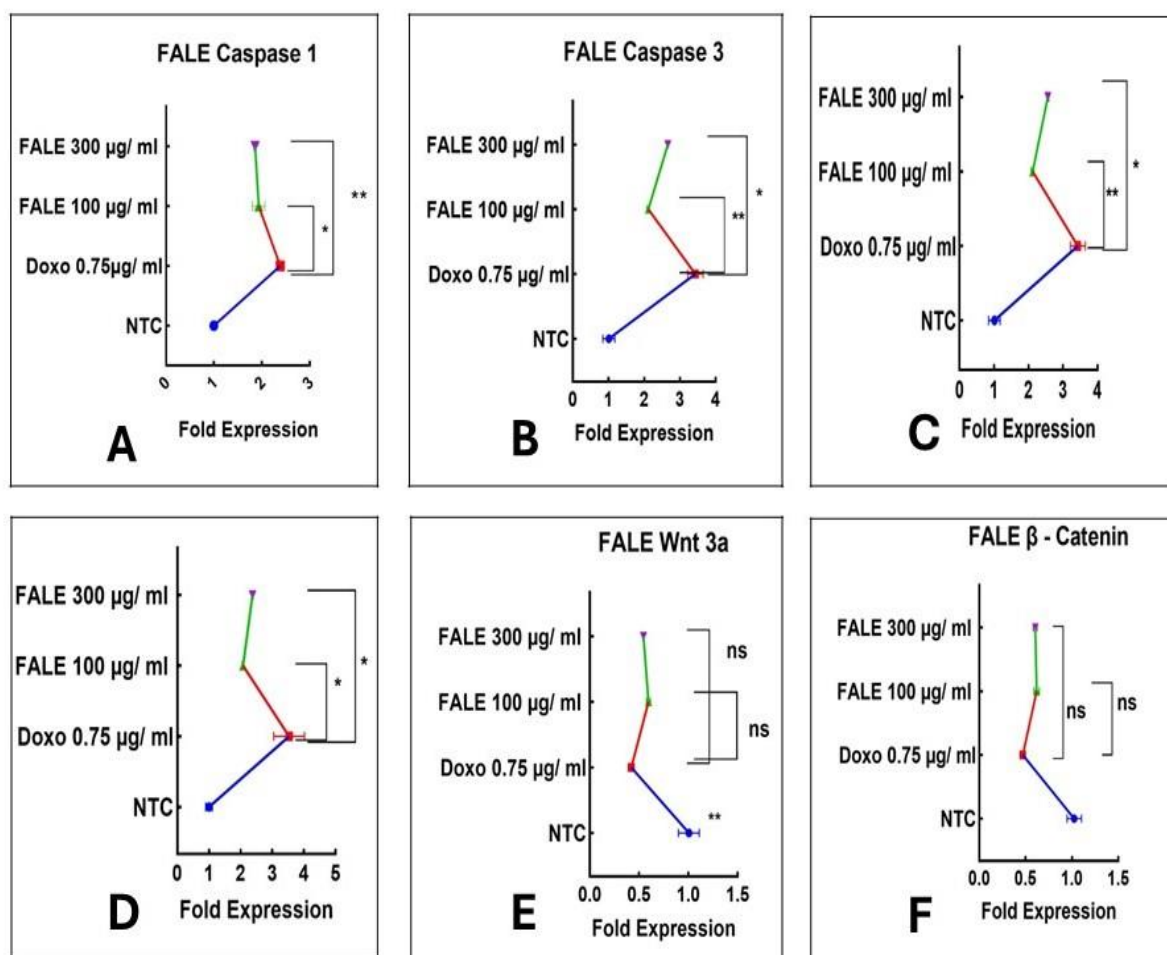 FALE Caspase 1
FALE 300 µg/ ml
FALE 100 µg/ ml
Doxo 0.75µg/ ml
NTC
**
*
0 1 2 3
Fold Expression
A
FALE Caspase 3
FALE 300 µg/ ml
FALE 100 µg/ ml
Doxo 0.75 µg/ ml
NTC
*
**
0 1 2 3 4
Fold Expression
B
FALE 300 µg/ ml
FALE 100 µg/ ml
Doxo 0.75 µg/ ml
NTC
*
**
0 1 2 3 4
Fold Expression
C
FALE 300 µg/ ml
FALE 100 µg/ ml
Doxo 0.75 µg/ ml
NTC
*
*
0 1 2 3 4 5
Fold Expression
D
FALE Wnt 3a
FALE 300 µg/ ml
FALE 100 µg/ ml
Doxo 0.75 µg/ ml
NTC
ns
ns
**
0.0 0.5 1.0 1.5
Fold Expression
E
FALE β - Catenin
FALE 300 µg/ ml
FALE 100 µg/ ml
Doxo 0.75 µg/ ml
NTC
ns
ns
0.0 0.5 1.0 1.5
Fold Expression
F